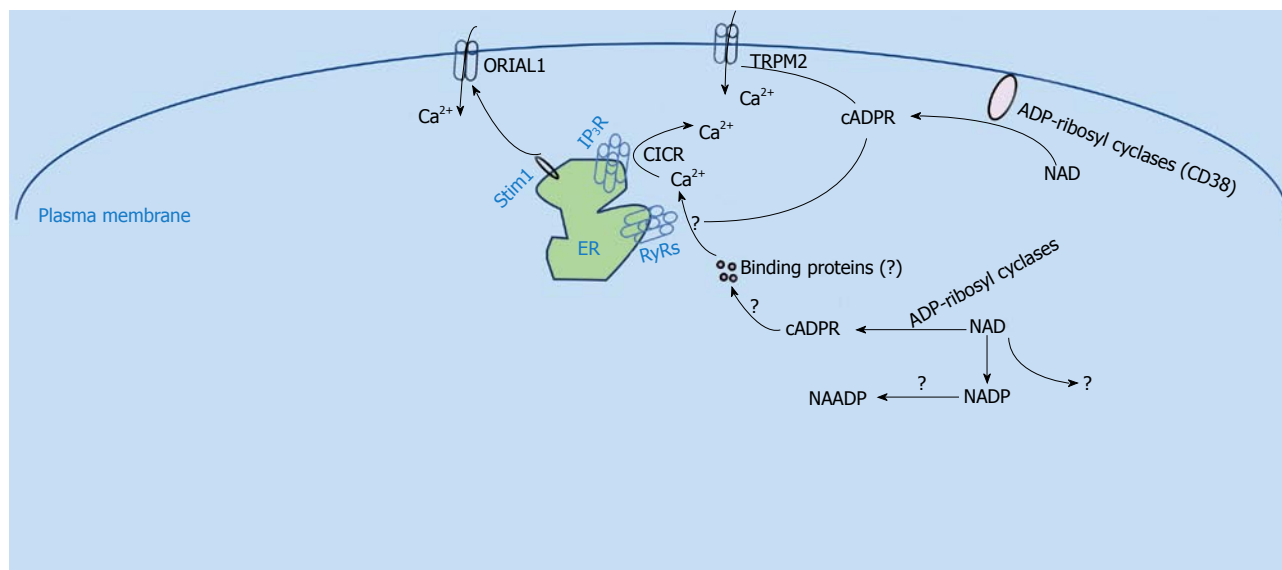 ORIAL1
TRPM2
Ca²⁺
Ca²⁺
ADP-ribosyl cyclases (CD38)
cADPR
Ca²⁺
IP₃R
CICR
NAD
Ca²⁺
Stim1
Plasma membrane
?
ER
RyRs
Binding proteins (?)
ADP-ribosyl cyclases
?
cADPR
NAD
?
?
NAADP
NADP